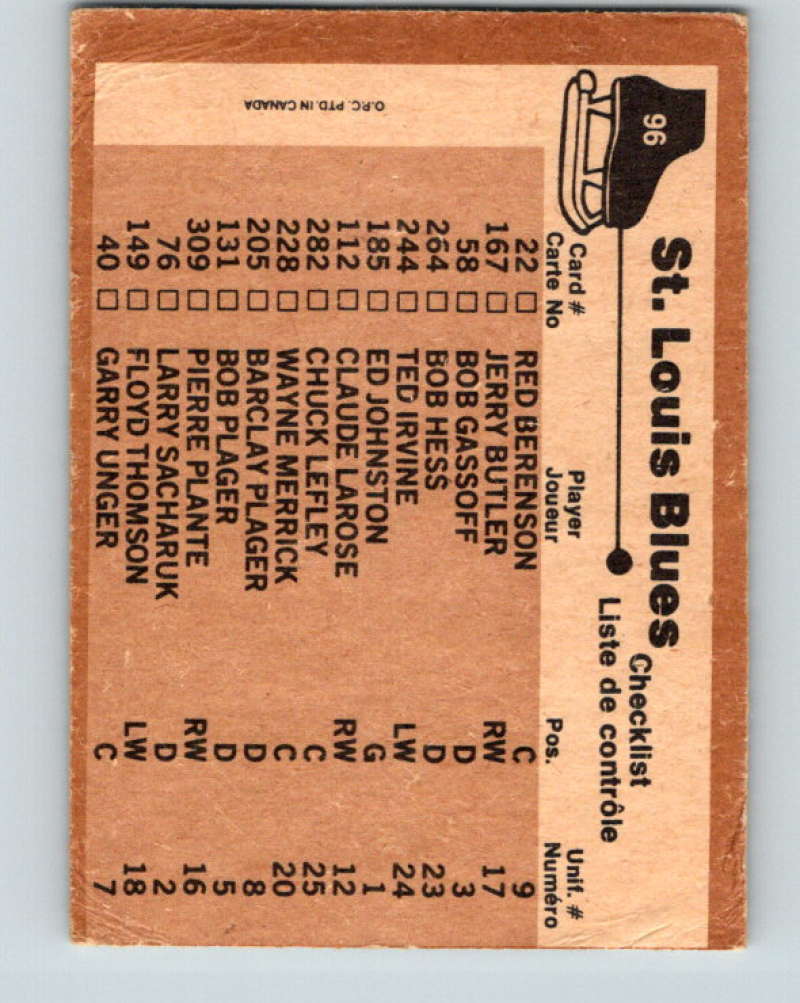 96
St. Louis Blues
Checklist
Liste de contrôle
Card # Player Pos. Unif. #
Carte No Joueur Numéro
22 RED BERENSON C 9
167 JERRY BUTLER RW 17
58 BOB GASSOFF D 3
264 BOB HESS D 23
244 TED IRVINE LW 24
185 ED JOHNSTON G 1
112 CLAUDE LAROSE RW 12
282 CHUCK LEFLEY C 25
228 WAYNE MERRICK C 20
205 BARCLAY PLAGER D 8
131 BOB PLAGER D 5
309 PIERRE PLANTE RW 16
76 LARRY SACHARUK D 2
149 FLOYD THOMSON LW 18
40 GARRY UNGER C 7
O.P.C. PTD. IN CANADA